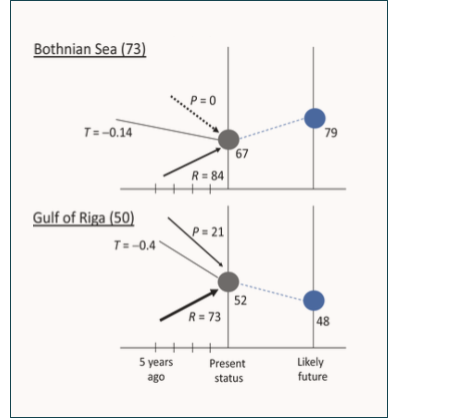 Bothnian Sea (73)
P = 0
T = –0.14
79
67
R = 84
Gulf of Riga (50)
P = 21
T = –0.4
52
R = 73
48
5 years
ago
Present
status
Likely
future